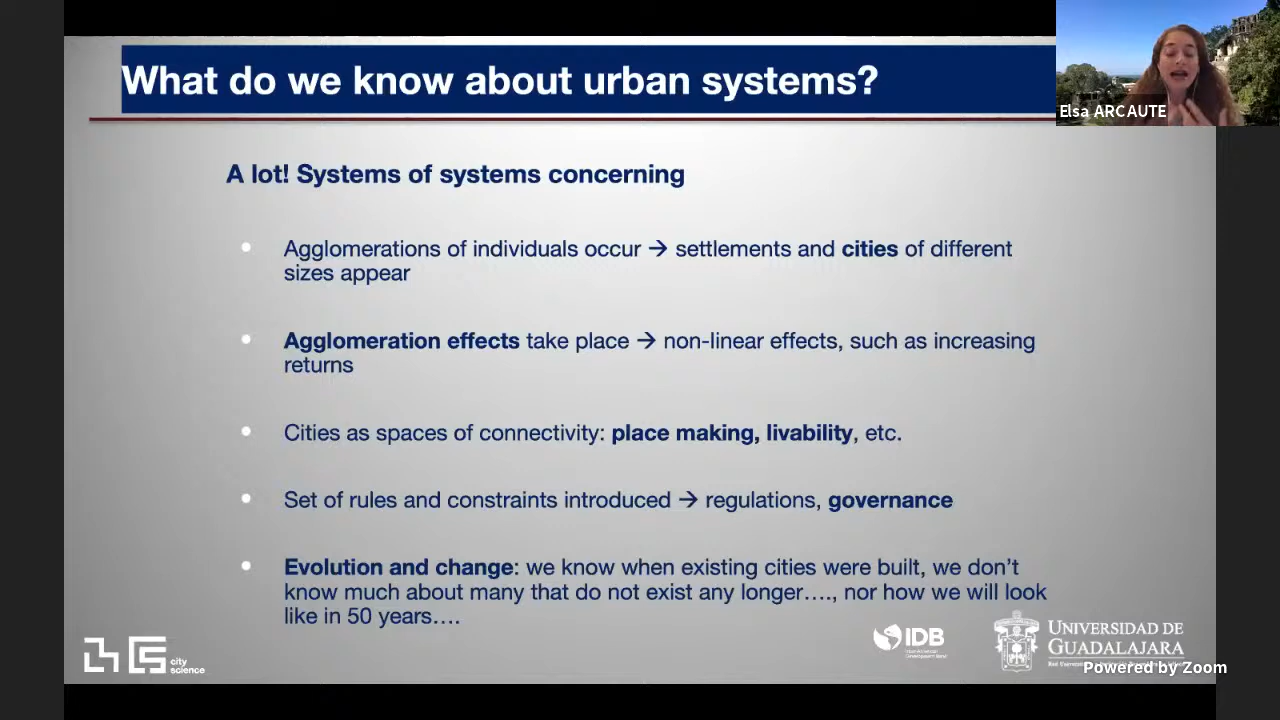 What do we know about urban systems?
Elsa ARCAUTE
A lot! Systems of systems concerning
Agglomerations of individuals occur → settlements and cities of different
sizes appear
Agglomeration effects take place → non-linear effects, such as increasing
returns
Cities as spaces of connectivity: place making, livability, etc.
Set of rules and constraints introduced → regulations, governance
Evolution and change: we know when existing cities were built, we don't
know much about many that do not exist any longer…., nor how we will look
like in 50 years….
city
science
IDB
UNIVERSIDAD DE
GUADALAJARA
Powered by Zoom